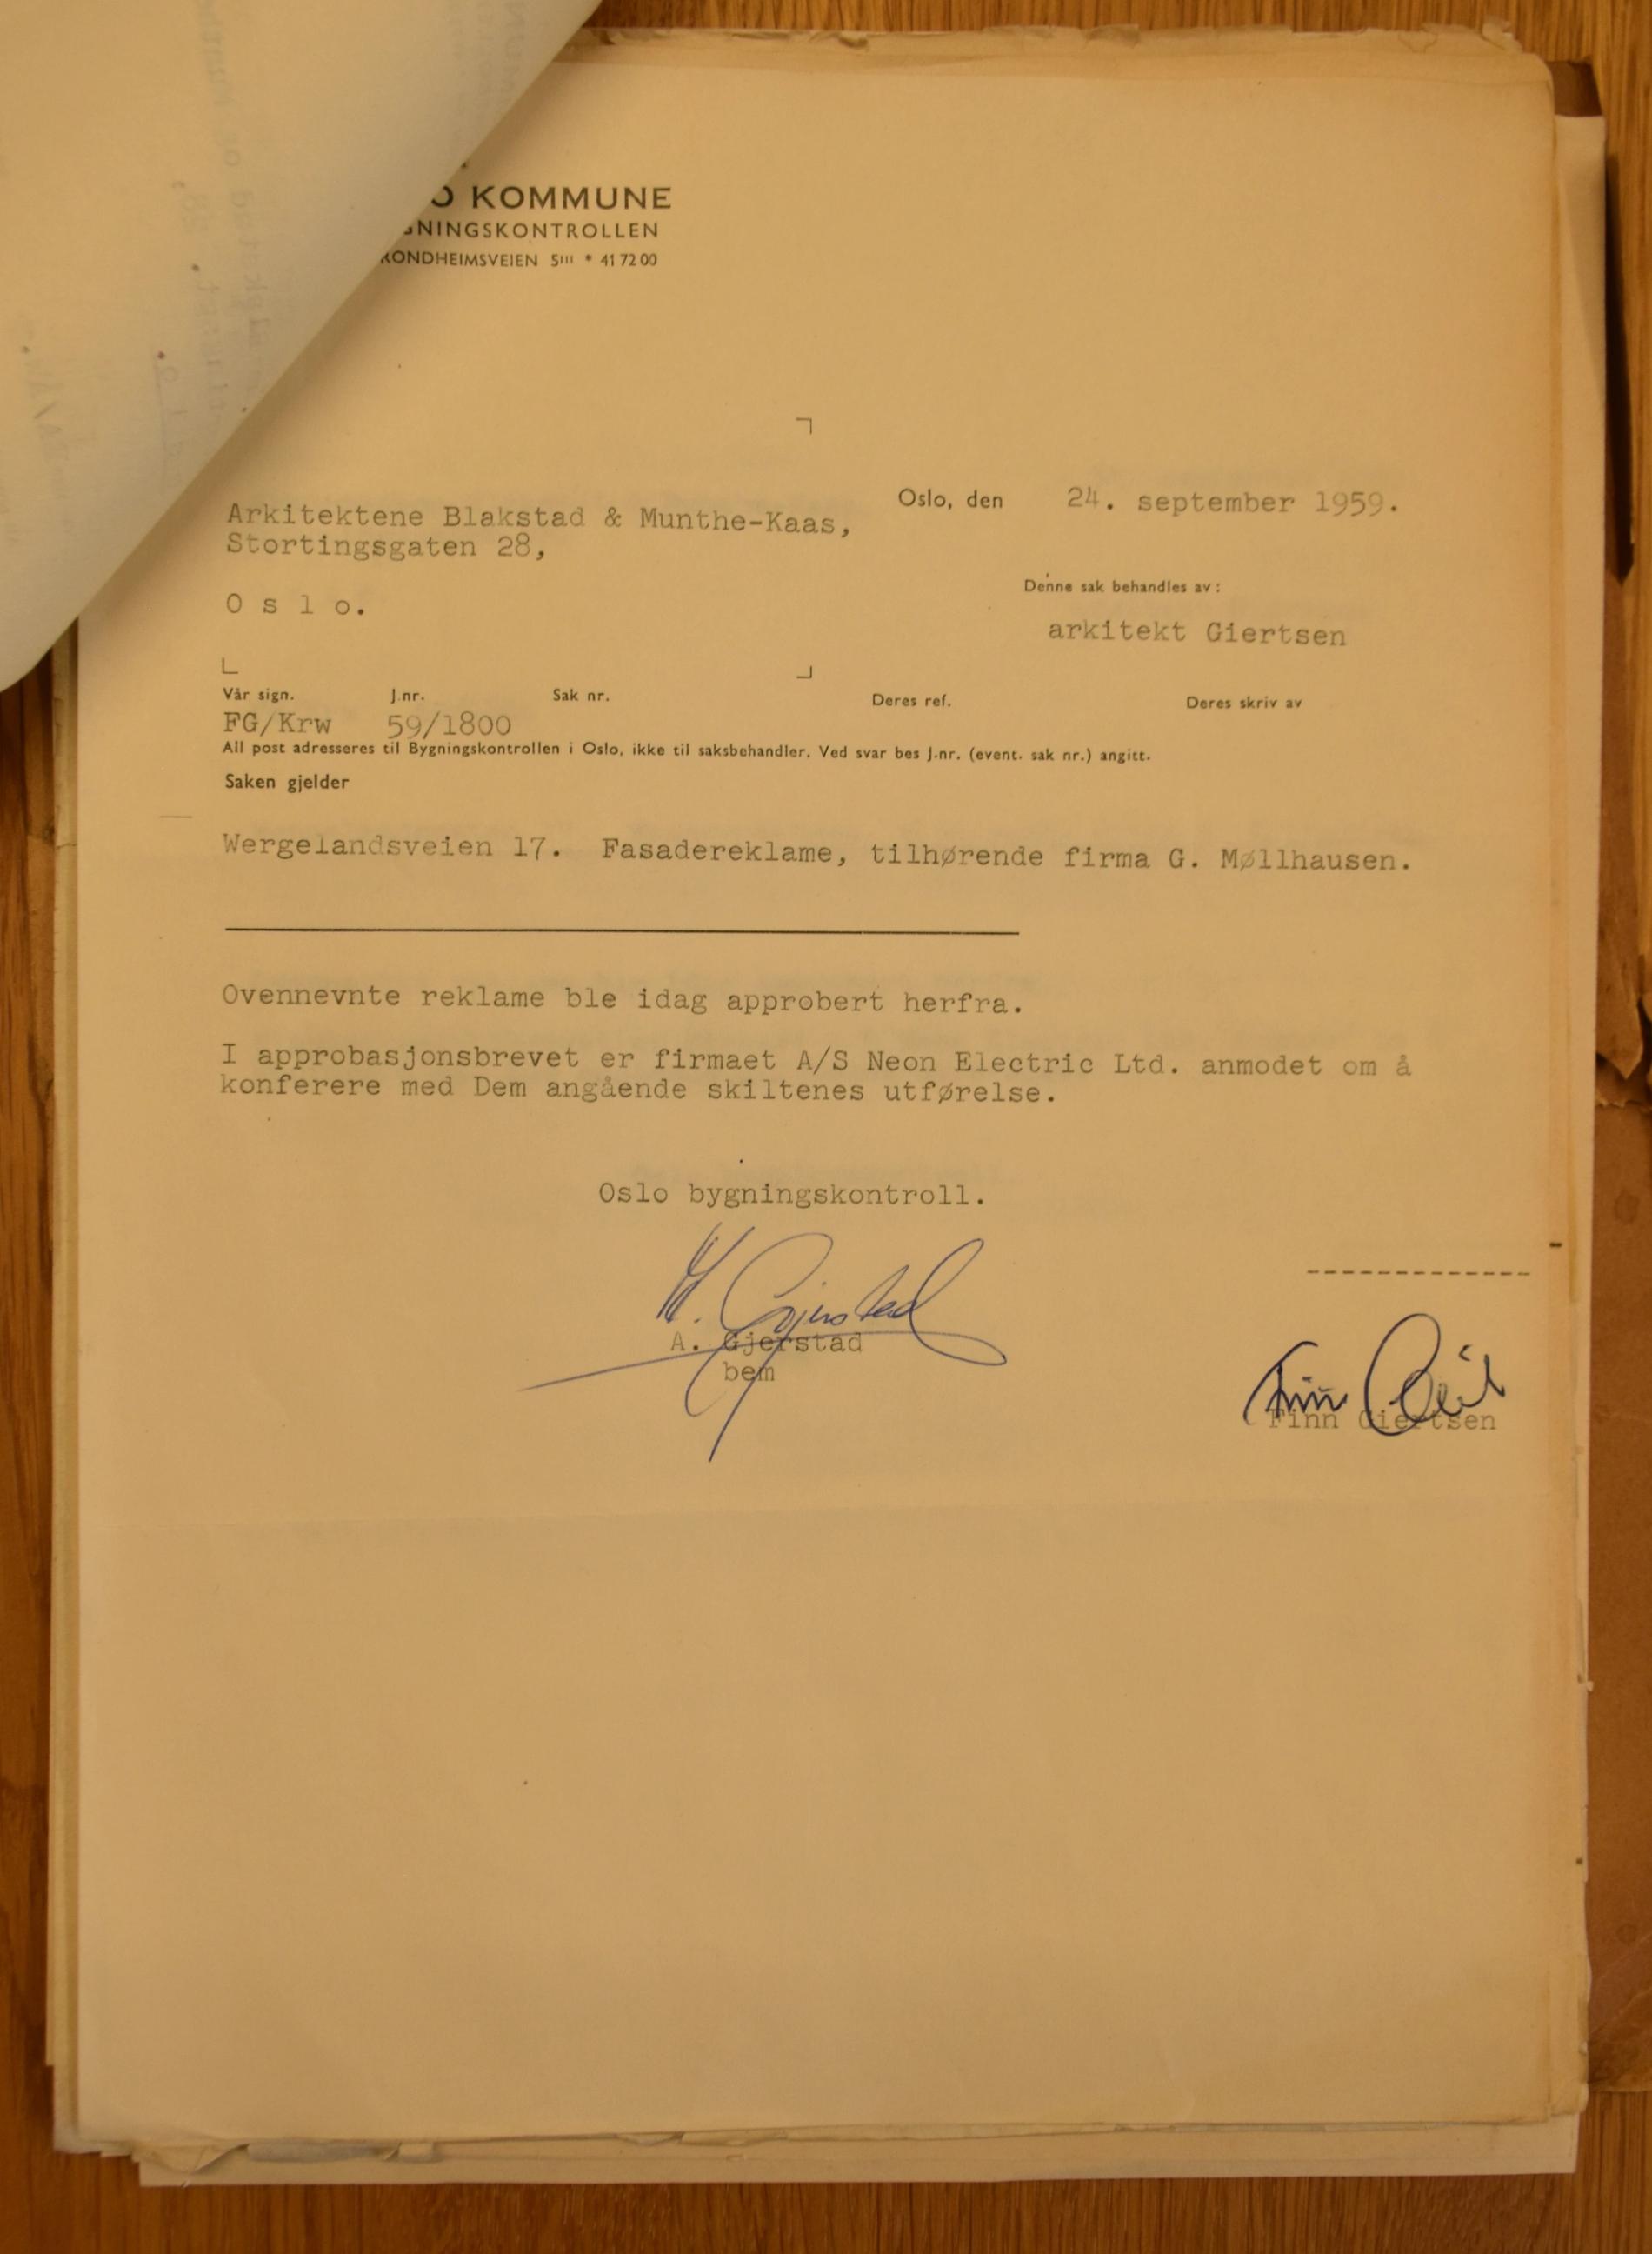 KOMMUNE
NINGSKONTROLLEN
RONDHEIMSVEIEN 5III * 41 72 00
Oslo, den 24. september 1959.
Arkitektene Blakstad & Munthe-Kaas,
Stortingsgaten 28,
O s l o.
Denne sak behandles av:
arkitekt Giertsen
Vår sign. J.nr. Sak nr. Deres ref. Deres skriv av
FG/Krw 59/1800
All post adresseres til Bygningskontrollen i Oslo, ikke til saksbehandler. Ved svar bes J.nr. (event. sak nr.) angitt.
Saken gjelder
Wergelandsveien 17. Fasadereklame, tilhørende firma G. Møllhausen.
Ovennevnte reklame ble idag approbert herfra.
I approbasjonsbrevet er firmaet A/S Neon Electric Ltd. anmodet om å
konferere med Dem angående skiltenes utførelse.
Oslo bygningskontroll.
A. Gjerstad
bem
Finn Giertsen